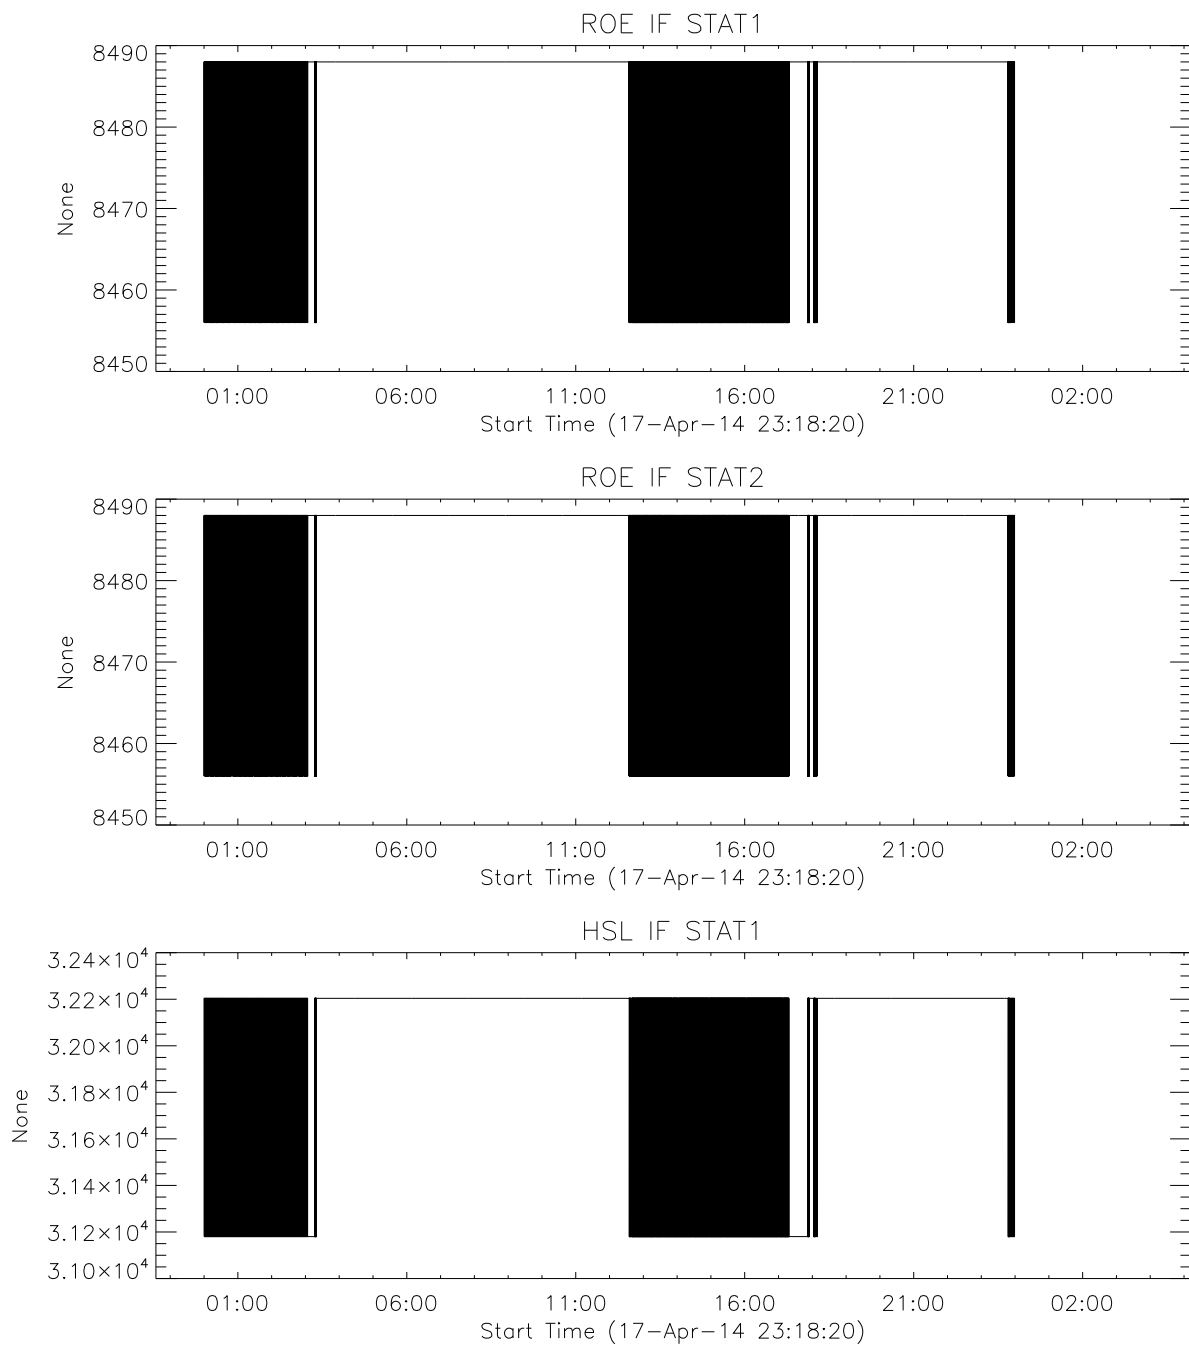 ROE IF STAT1
8490
8480
8470
8460
8450
None
01:00 06:00 11:00 16:00 21:00 02:00
Start Time (17-Apr-14 23:18:20)
ROE IF STAT2
8490
8480
8470
8460
8450
None
01:00 06:00 11:00 16:00 21:00 02:00
Start Time (17-Apr-14 23:18:20)
HSL IF STAT1
3.24×10⁴
3.22×10⁴
3.20×10⁴
3.18×10⁴
3.16×10⁴
3.14×10⁴
3.12×10⁴
3.10×10⁴
None
01:00 06:00 11:00 16:00 21:00 02:00
Start Time (17-Apr-14 23:18:20)